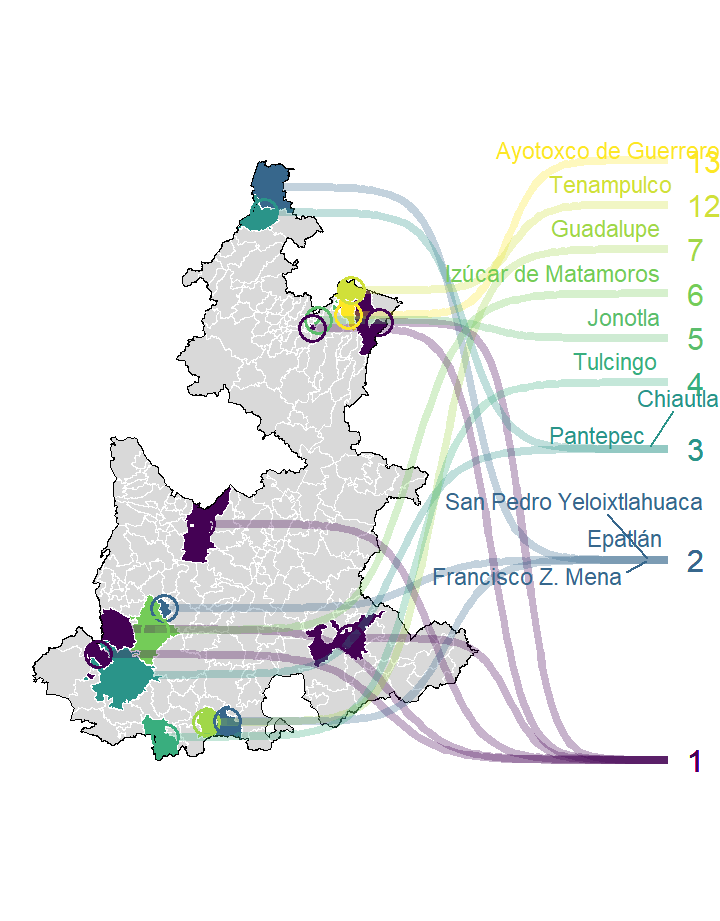 Ayotoxco de Guerrero
13
Tenampulco
12
Guadalupe
7
Izúcar de Matamoros
6
Jonotla
5
Tulcingo
4
Chiautla
Pantepec
3
San Pedro Yeloixtlahuaca
Epatlán
2
Francisco Z. Mena
1